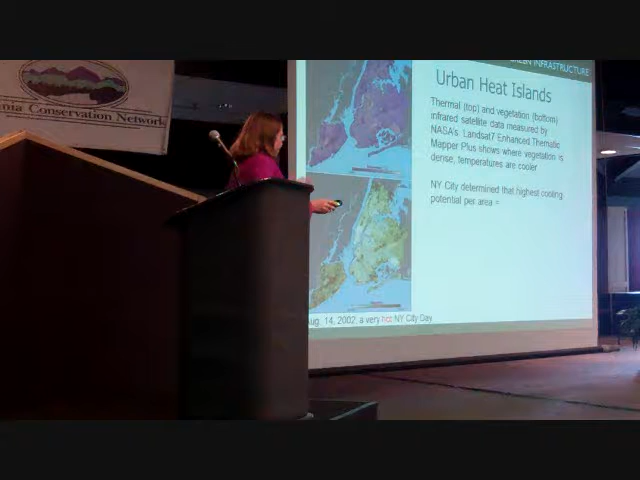 GREEN INFRASTRUCTURE
Urban Heat Islands
Thermal (top) and vegetation (bottom)
infrared satellite data measured by
NASA's Landsat7 Enhanced Thematic
Mapper Plus shows where vegetation is
dense, temperatures are cooler
NY City determined that highest cooling
potential per area =
Aug. 14, 2002, a very hot NY City Day
Conservation Network